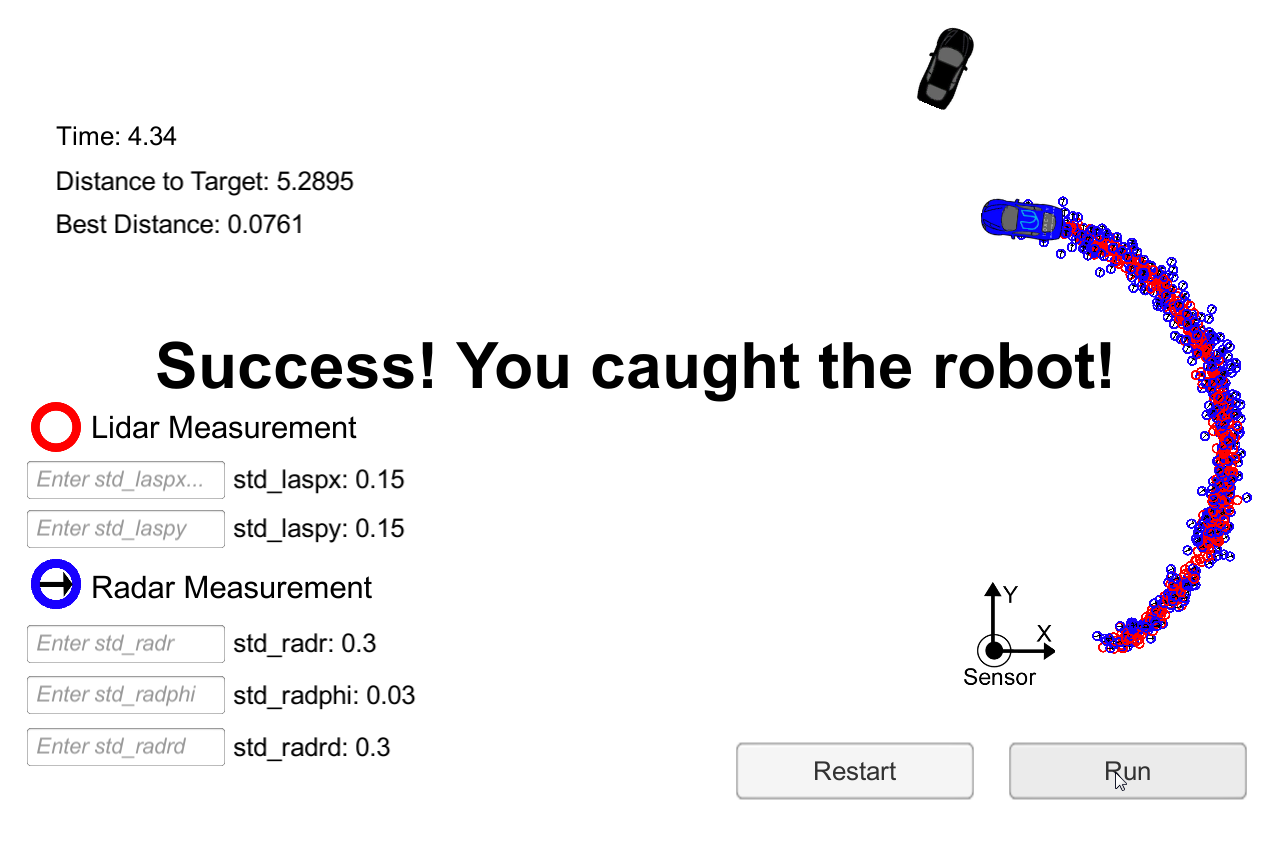 Time: 4.34
Distance to Target: 5.2895
Best Distance: 0.0761
Success! You caught the robot!
Lidar Measurement
Enter std_laspx... std_laspx: 0.15
Enter std_laspy std_laspy: 0.15
Radar Measurement
Enter std_radr std_radr: 0.3
Enter std_radphi std_radphi: 0.03
Enter std_radrd std_radrd: 0.3
Y
X
Sensor
Restart Run